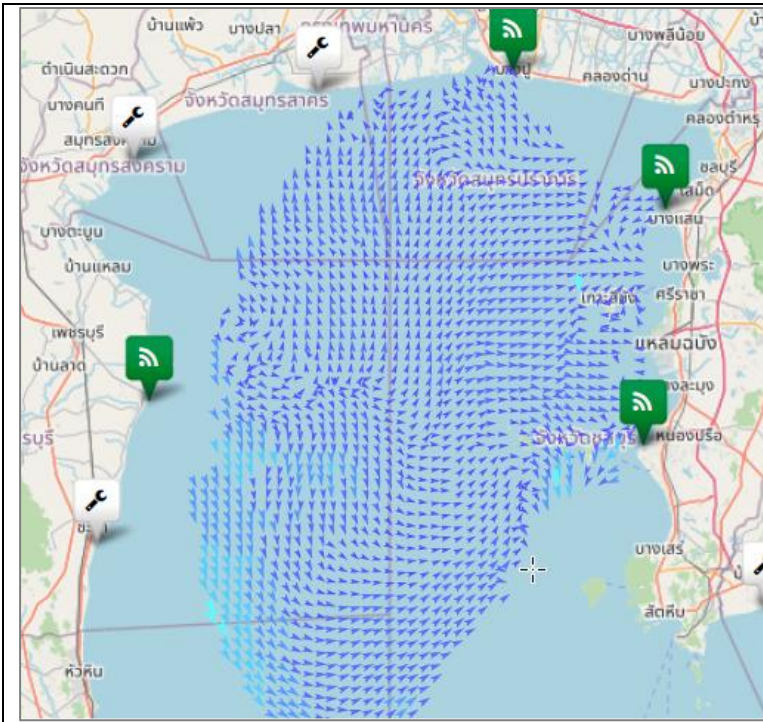 บ้านแพ้ว
บางปลา
กรุงเทพมหานคร
บางพลีน้อย
ดำเนินสะดวก
บางปู
คลองด่าน
บางปะกง
บางคนที
จังหวัดสมุทรสาคร
จังหวัดสมุทรสงคราม
ชลบุรี
จังหวัดสมุทรปราการ
เสม็ด
บางแสน
บางตะบูน
บ้านแหลม
บางพระ
เกาะสีชัง
ศรีราชา
เพชรบุรี
แหลมฉบัง
บ้านลาด
จังหวัดชลบุรี
หนองปรือ
บางเสร่
สัตหีบ
หัวหิน